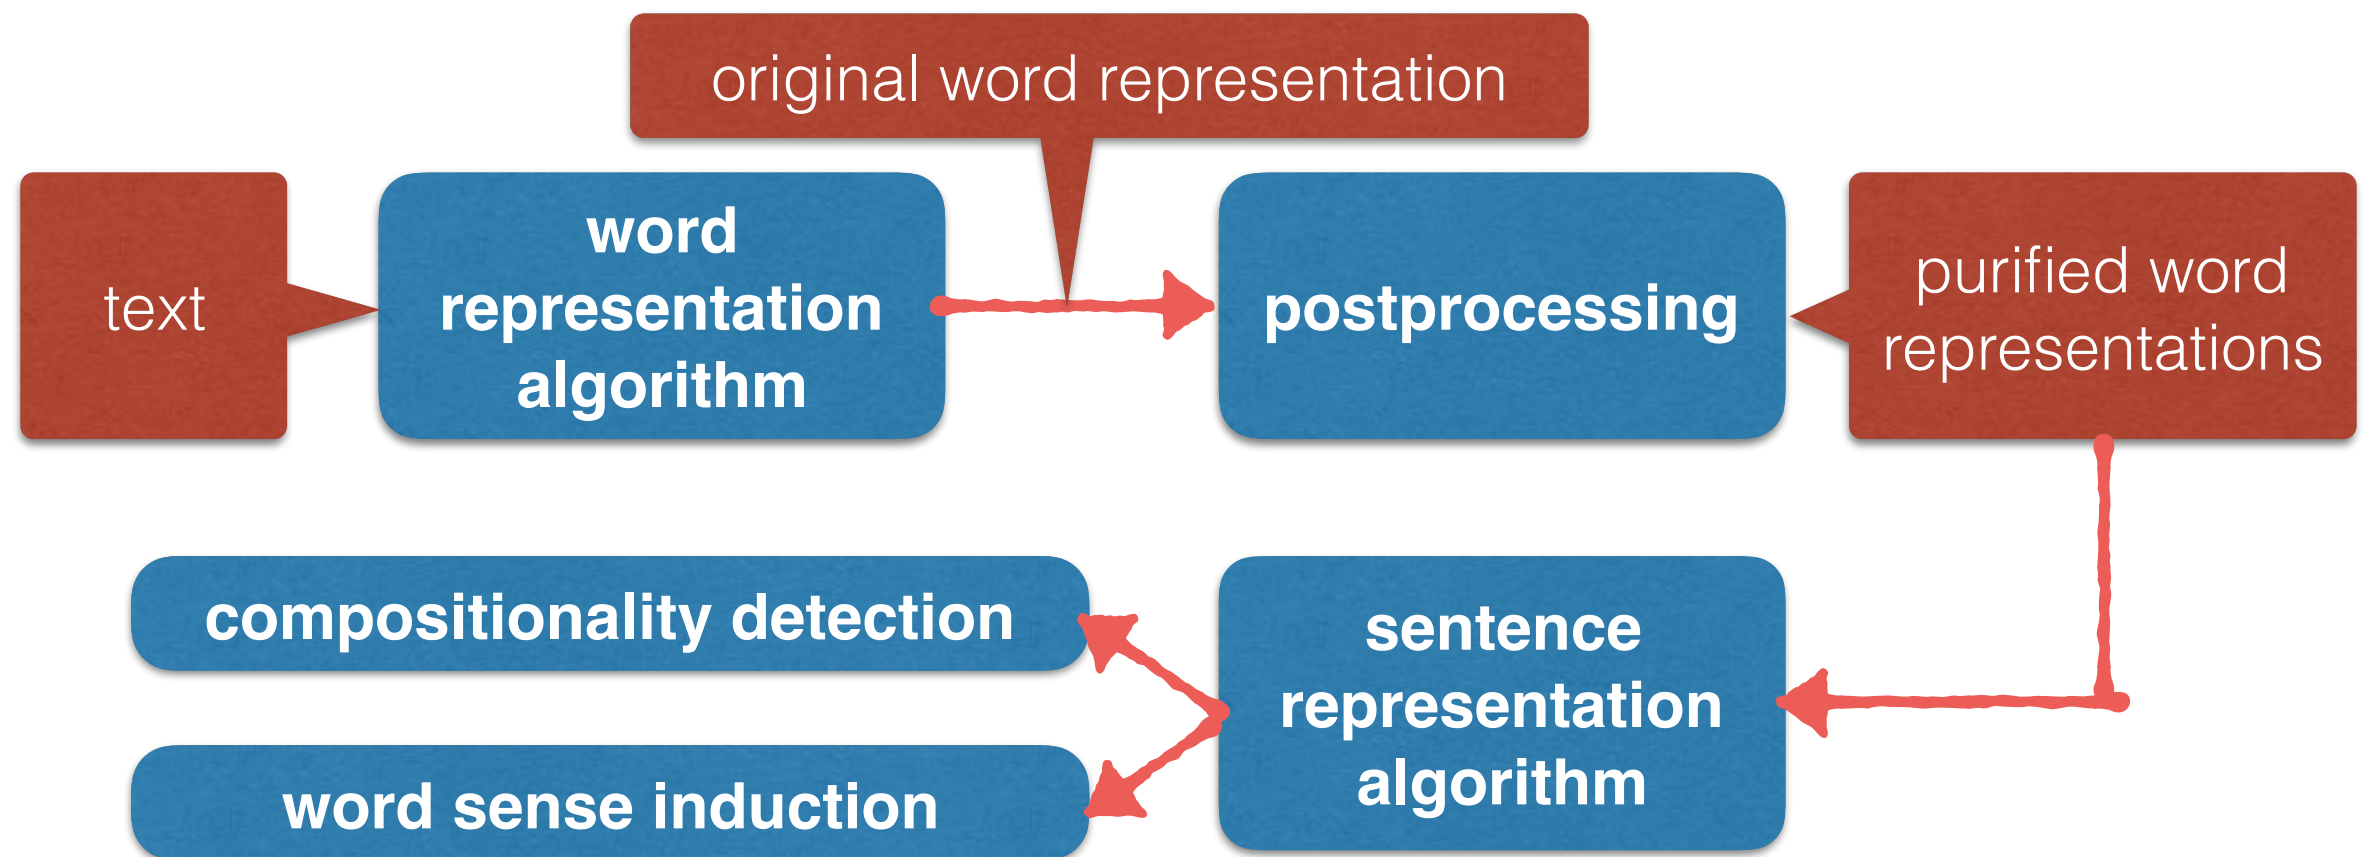 original word representation
text
word
representation
algorithm
postprocessing
purified word
representations
compositionality detection
word sense induction
sentence
representation
algorithm